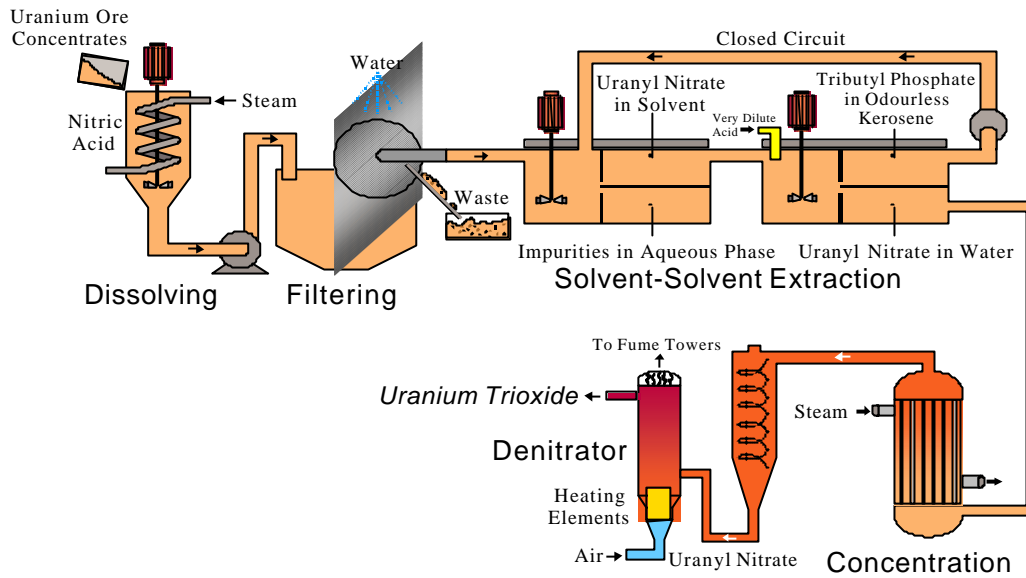 Uranium Ore
Concentrates
Steam
Nitric
Acid
Dissolving
Water
Waste
Filtering
Closed Circuit
Uranyl Nitrate
in Solvent
Very Dilute
Acid
Tributyl Phosphate
in Odourless
Kerosene
Impurities in Aqueous Phase
Uranyl Nitrate in Water
Solvent-Solvent Extraction
To Fume Towers
Uranium Trioxide
Denitrator
Heating
Elements
Air
Uranyl Nitrate
Steam
Concentration